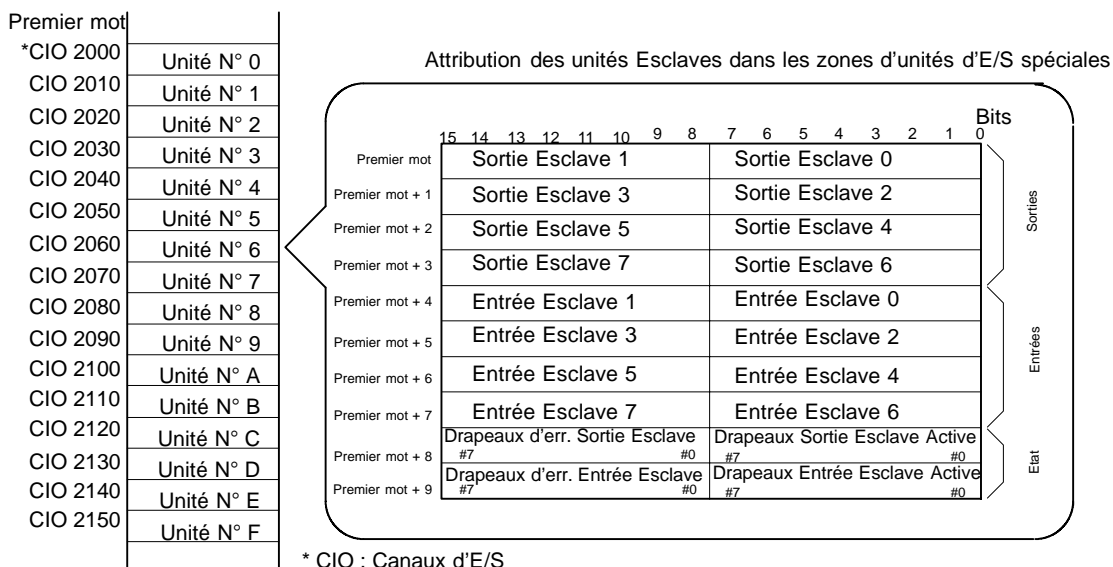 Premier mot
*CIO 2000 Unité N° 0
CIO 2010 Unité N° 1
CIO 2020 Unité N° 2
CIO 2030 Unité N° 3
CIO 2040 Unité N° 4
CIO 2050 Unité N° 5
CIO 2060 Unité N° 6
CIO 2070 Unité N° 7
CIO 2080 Unité N° 8
CIO 2090 Unité N° 9
CIO 2100 Unité N° A
CIO 2110 Unité N° B
CIO 2120 Unité N° C
CIO 2130 Unité N° D
CIO 2140 Unité N° E
CIO 2150 Unité N° F
Attribution des unités Esclaves dans les zones d'unités d'E/S spéciales
Bits
15 14 13 12 11 10 9 8 7 6 5 4 3 2 1 0
Premier mot Sortie Esclave 1 Sortie Esclave 0
Premier mot + 1 Sortie Esclave 3 Sortie Esclave 2
Premier mot + 2 Sortie Esclave 5 Sortie Esclave 4
Premier mot + 3 Sortie Esclave 7 Sortie Esclave 6
Sorties
Premier mot + 4 Entrée Esclave 1 Entrée Esclave 0
Premier mot + 5 Entrée Esclave 3 Entrée Esclave 2
Premier mot + 6 Entrée Esclave 5 Entrée Esclave 4
Premier mot + 7 Entrée Esclave 7 Entrée Esclave 6
Entrées
Drapeaux d'err. Sortie Esclave Drapeaux Sortie Esclave Active
Premier mot + 8 #7 #0 #7 #0
Drapeaux d'err. Entrée Esclave Drapeaux Entrée Esclave Active
Premier mot + 9 #7 #0 #7 #0
Etat
* CIO : Canaux d'E/S